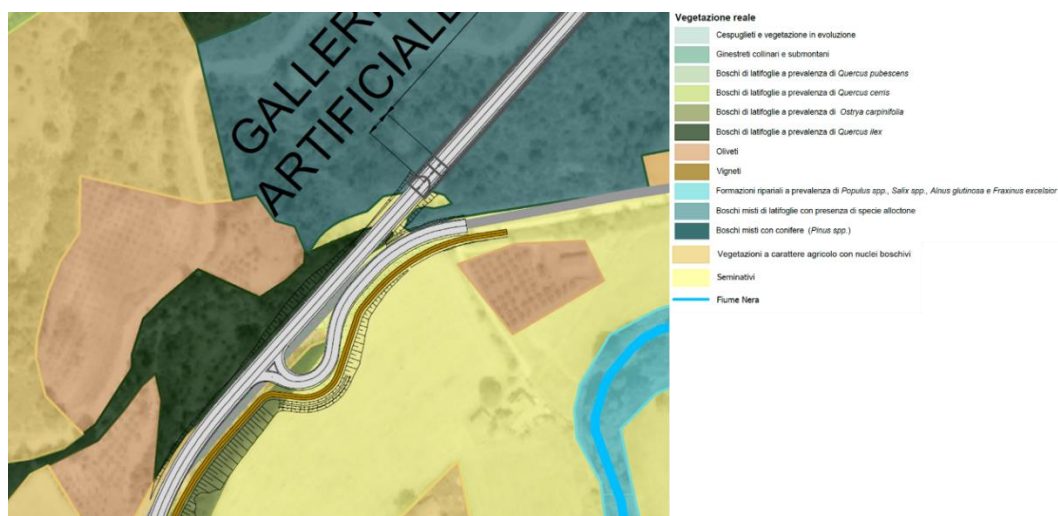 GALLERI
ARTIFICIALE
Vegetazione reale
Cespuglieti e vegetazione in evoluzione
Ginestreti collinari e submontani
Boschi di latifoglie a prevalenza di Quercus pubescens
Boschi di latifoglie a prevalenza di Quercus cerris
Boschi di latifoglie a prevalenza di Ostrya carpinifolia
Boschi di latifoglie a prevalenza di Quercus ilex
Oliveti
Vigneti
Formazioni ripariali a prevalenza di Populus spp., Salix spp., Alnus glutinosa e Fraxinus excelsior
Boschi misti di latifoglie con presenza di specie alloctone
Boschi misti con conifere (Pinus spp.)
Vegetazioni a carattere agricolo con nuclei boschivi
Seminativi
Fiume Nera